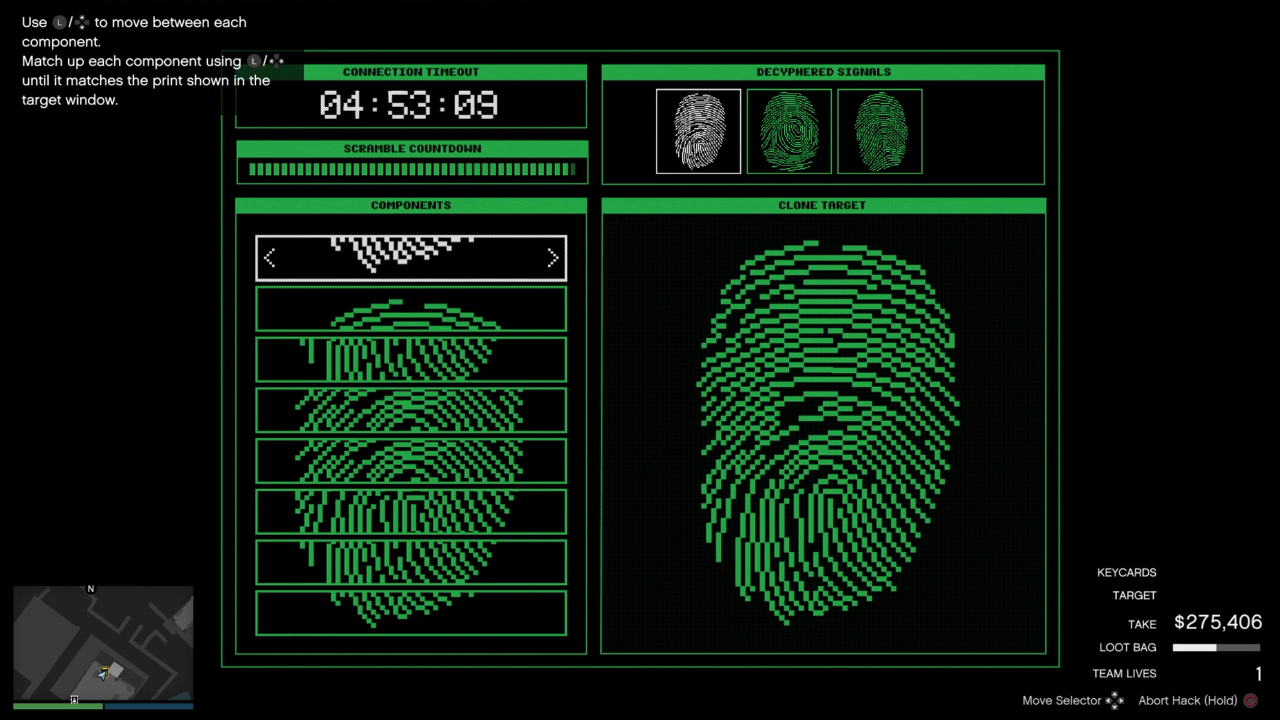 Use L/ to move between each
component.
Match up each component using L/
until it matches the print shown in the
target window.
CONNECTION TIMEOUT
04:53:09
SCRAMBLE COUNTDOWN
DECYPHERED SIGNALS
COMPONENTS
CLONE TARGET
N
KEYCARDS
TARGET
TAKE $275,406
LOOT BAG
TEAM LIVES 1
Move Selector Abort Hack (Hold)